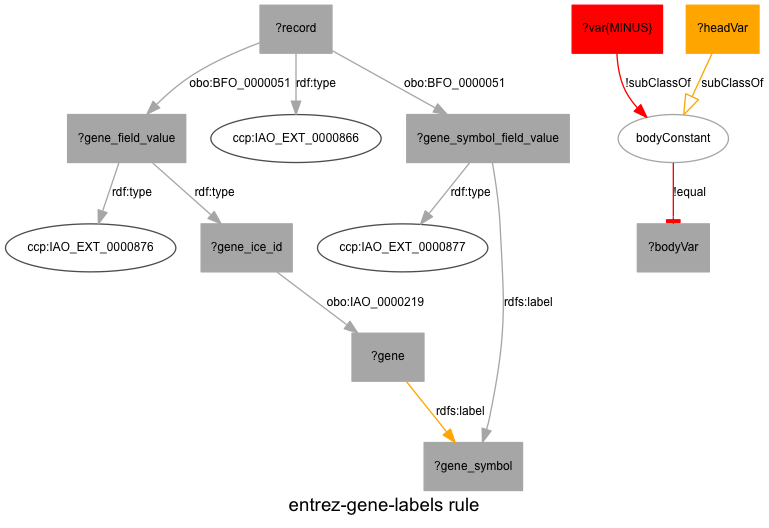 ?record
?var{MINUS}
?headVar
obo:BFO_0000051
rdf:type
obo:BFO_0000051
!subClassOf
subClassOf
?gene_field_value
ccp:IAO_EXT_0000866
?gene_symbol_field_value
bodyConstant
rdf:type
rdf:type
rdf:type
!equal
ccp:IAO_EXT_0000876
?gene_ice_id
ccp:IAO_EXT_0000877
?bodyVar
obo:IAO_0000219
rdfs:label
?gene
rdfs:label
?gene_symbol
entrez-gene-labels rule